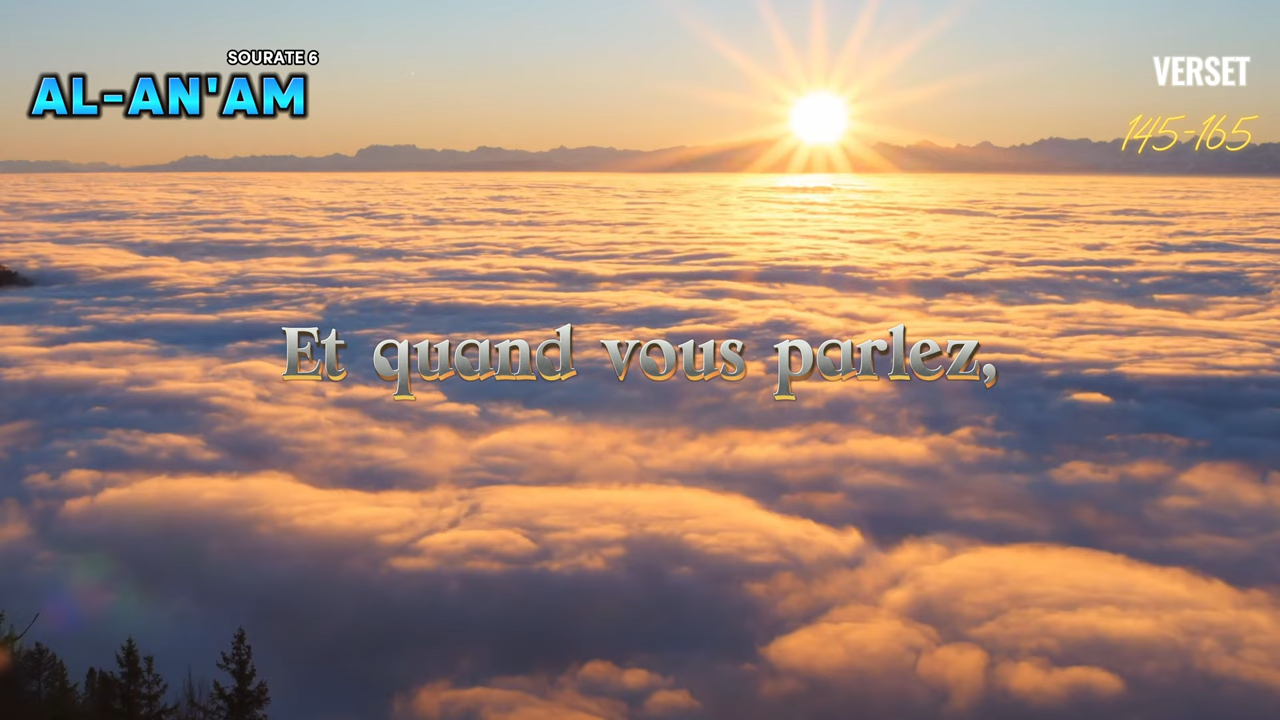 SOURATE 6
AL-AN'AM
VERSET
145-165
Et quand vous parlez,